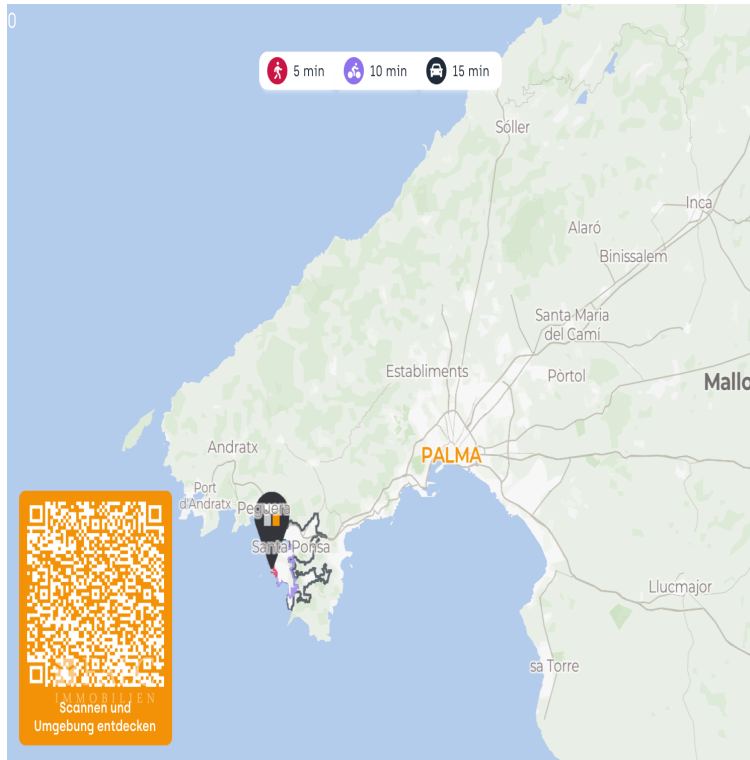 0
5 min 10 min 15 min
Sóller
Inca
Alaró
Binissalem
Santa Maria
del Camí
Establiments
Pòrtol
Mallo
Andratx
PALMA
Port
d'Andratx
Peguera
Santa Ponsa
Llucmajor
sa Torre
IMMOBILIEN
Scannen und
Umgebung entdecken